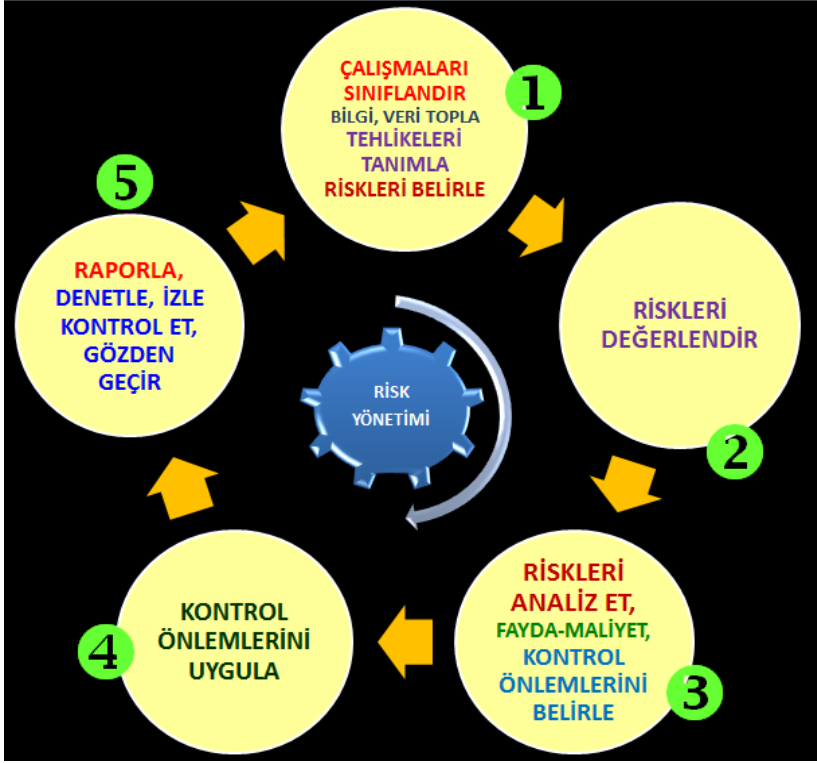 1
ÇALIŞMALARI
SINIFLANDIR
BİLGİ, VERİ TOPLA
TEHLİKELERİ
TANIMLA
RİSKLERİ BELİRLE
2
RİSKLERİ
DEĞERLENDİR
3
RİSKLERİ
ANALİZ ET,
FAYDA-MALİYET,
KONTROL
ÖNLEMLERİNİ
BELİRLE
4
KONTROL
ÖNLEMLERİNİ
UYGULA
5
RAPORLA,
DENETLE, İZLE
KONTROL ET,
GÖZDEN
GEÇİR
RİSK
YÖNETİMİ